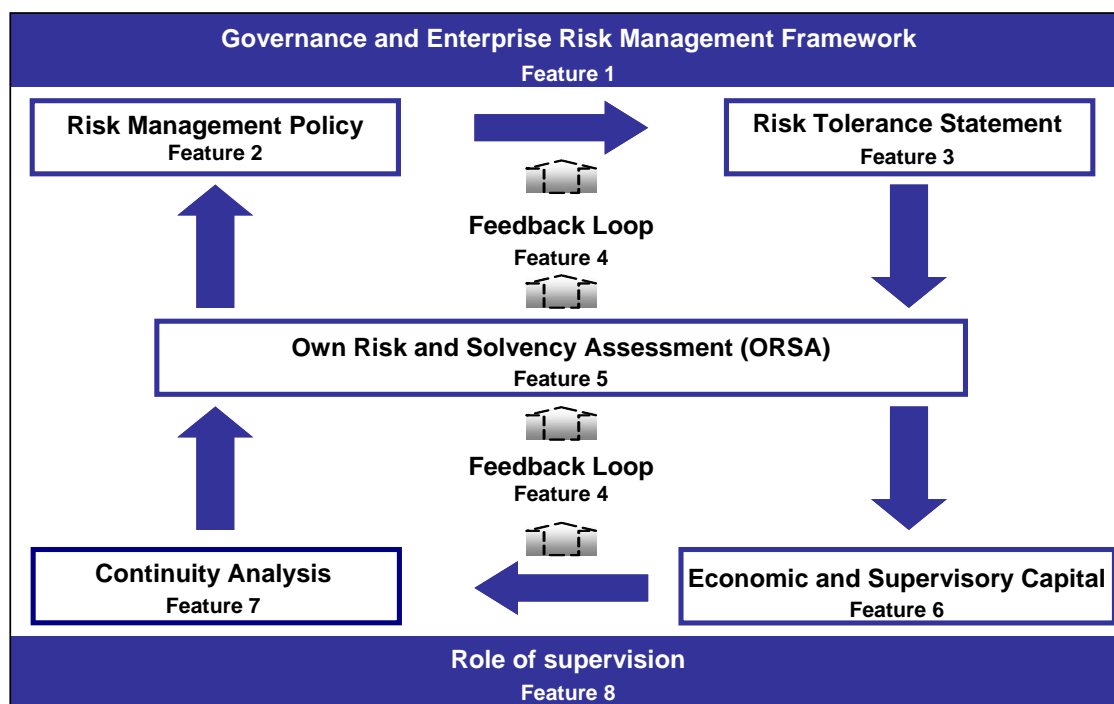 Governance and Enterprise Risk Management Framework
Feature 1
Risk Management Policy
Feature 2
Risk Tolerance Statement
Feature 3
Feedback Loop
Feature 4
Own Risk and Solvency Assessment (ORSA)
Feature 5
Feedback Loop
Feature 4
Continuity Analysis
Feature 7
Economic and Supervisory Capital
Feature 6
Role of supervision
Feature 8